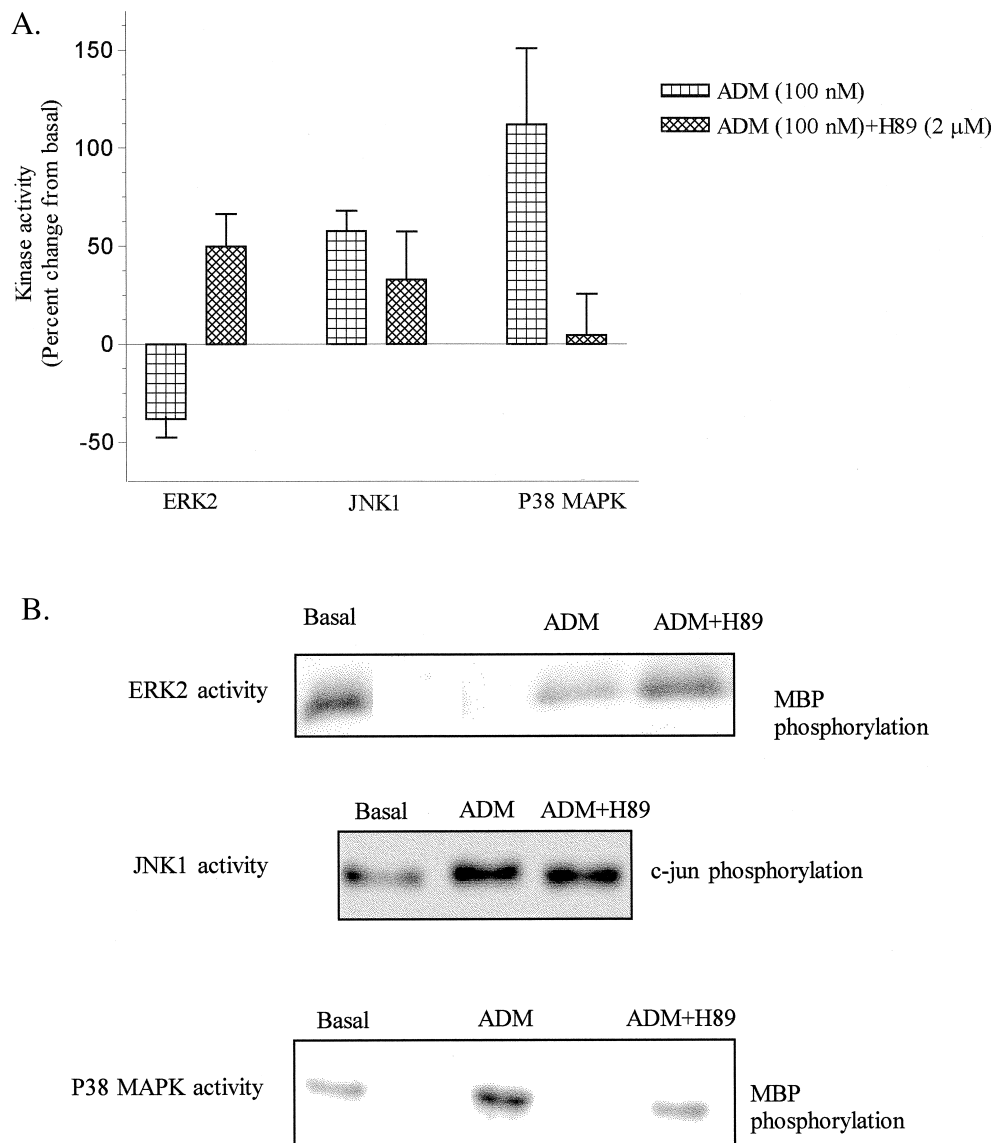 A.
150
100
50
0
-50
Kinase activity
(Percent change from basal)
ADM (100 nM)
ADM (100 nM)+H89 (2 µM)
ERK2
JNK1
P38 MAPK
B.
Basal
ADM
ADM+H89
ERK2 activity
MBP
phosphorylation
Basal
ADM
ADM+H89
JNK1 activity
c-jun phosphorylation
Basal
ADM
ADM+H89
P38 MAPK activity
MBP
phosphorylation